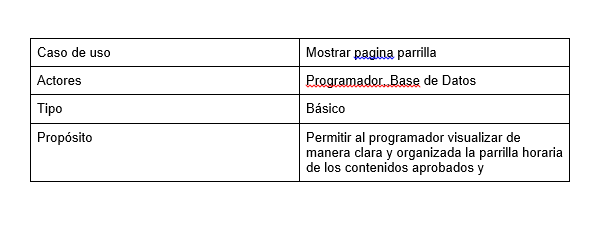 Caso de uso
Mostrar pagina parrilla
Actores
Programador,,Base de Datos
Tipo
Básico
Propósito
Permitir al programador visualizar de
manera clara y organizada la parrilla horaria
de los contenidos aprobados y